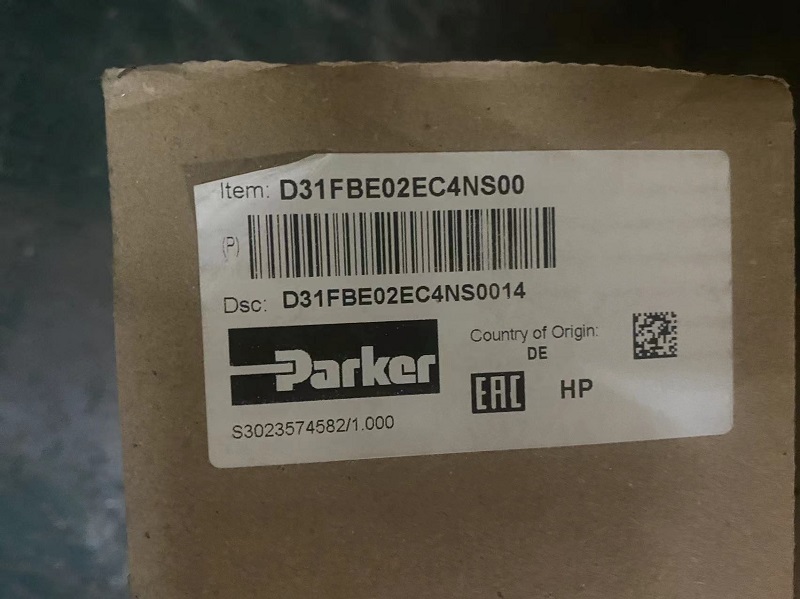 Item: D31FBE02EC4NS00
(P)
Dsc: D31FBE02EC4NS0014
Parker
Country of Origin:
DE
EAC HP
S3023574582/1.000